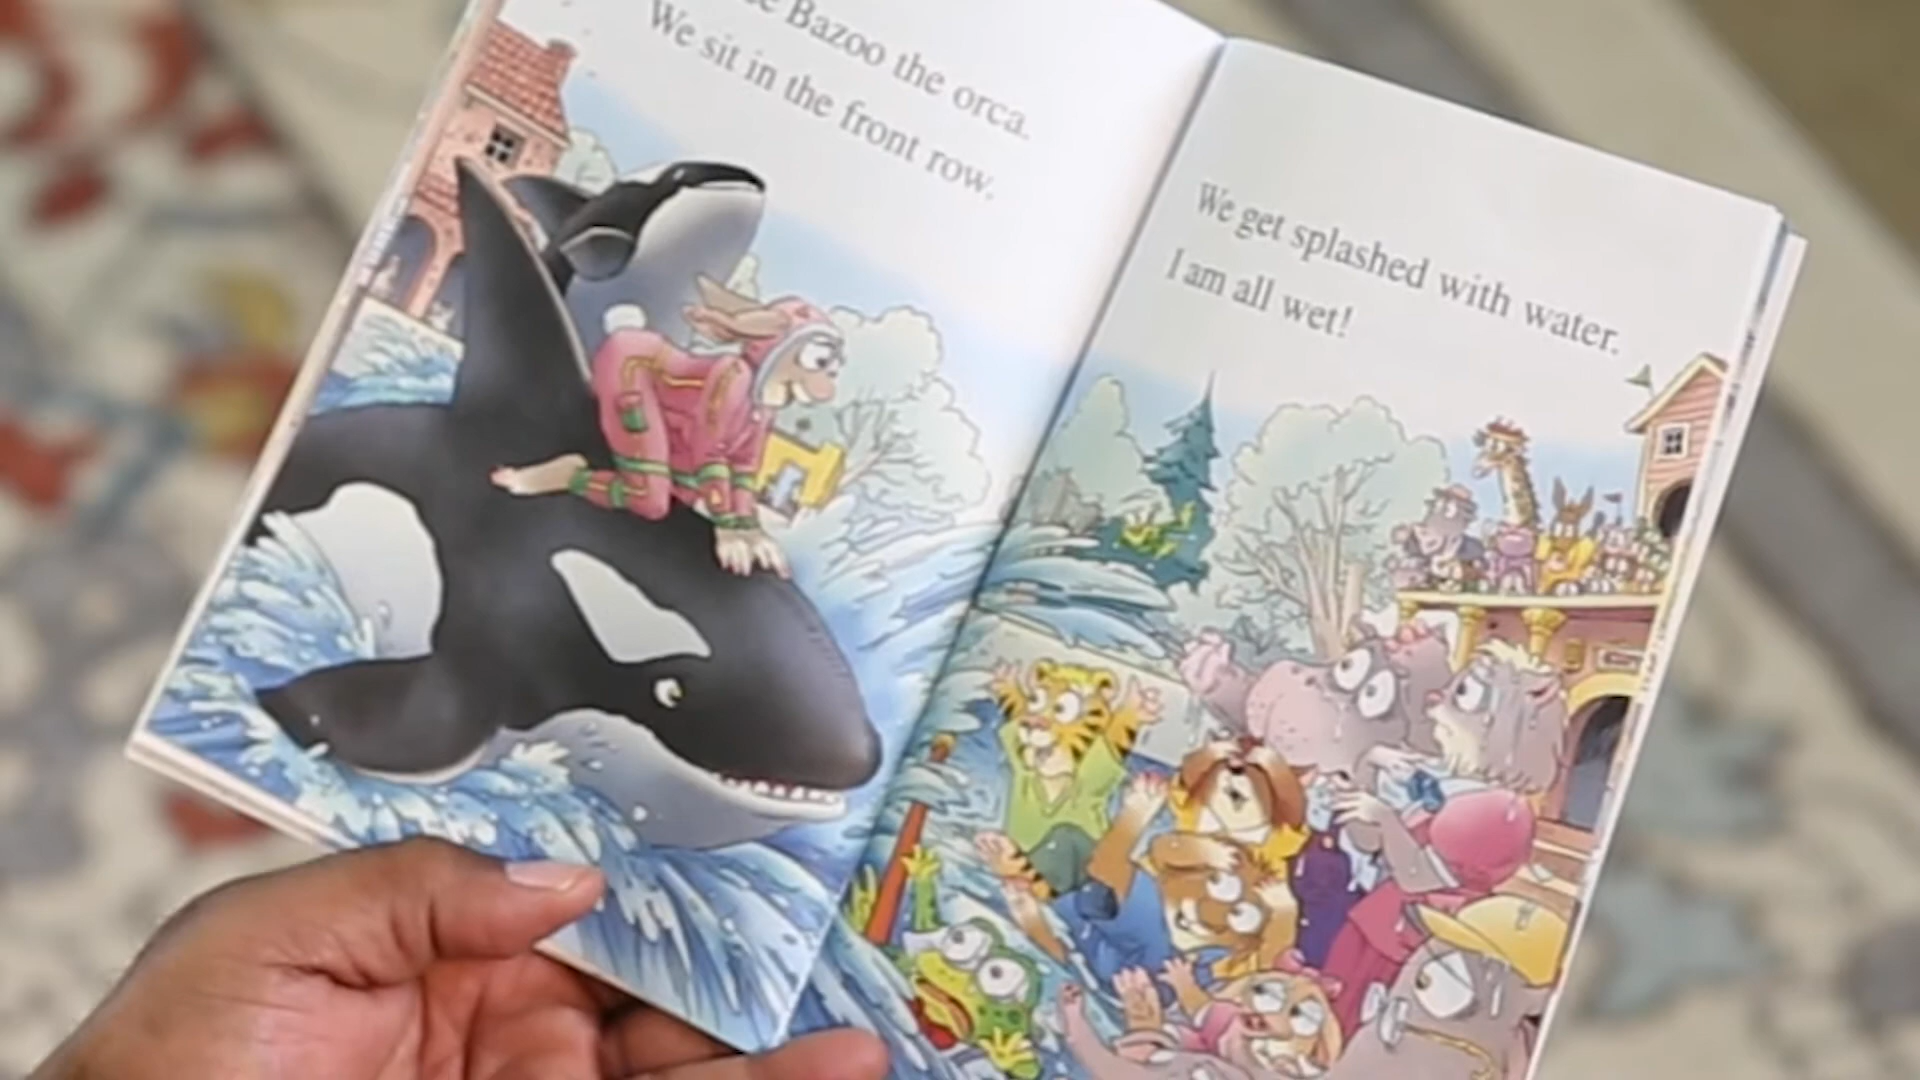 Bazoo the orca.
We sit in the front row.
We get splashed with water.
I am all wet!